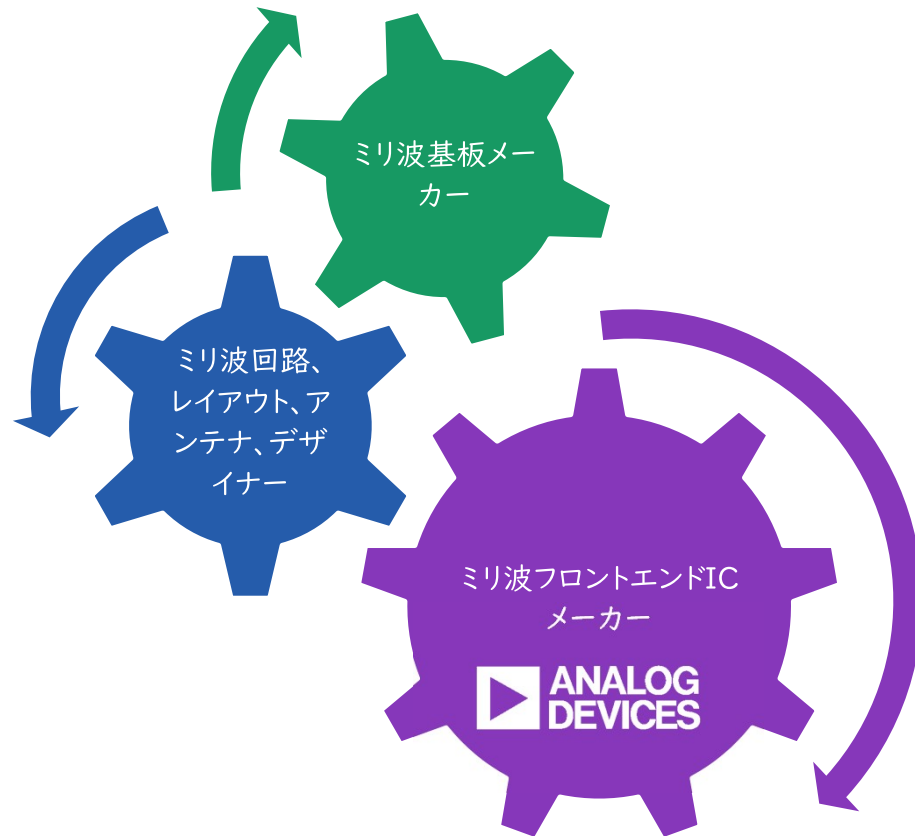 ミリ波基板メー
カー
ミリ波回路、
レイアウト、ア
ンテナ、デザ
イナー
ミリ波フロントエンドIC
メーカー
ANALOG
DEVICES